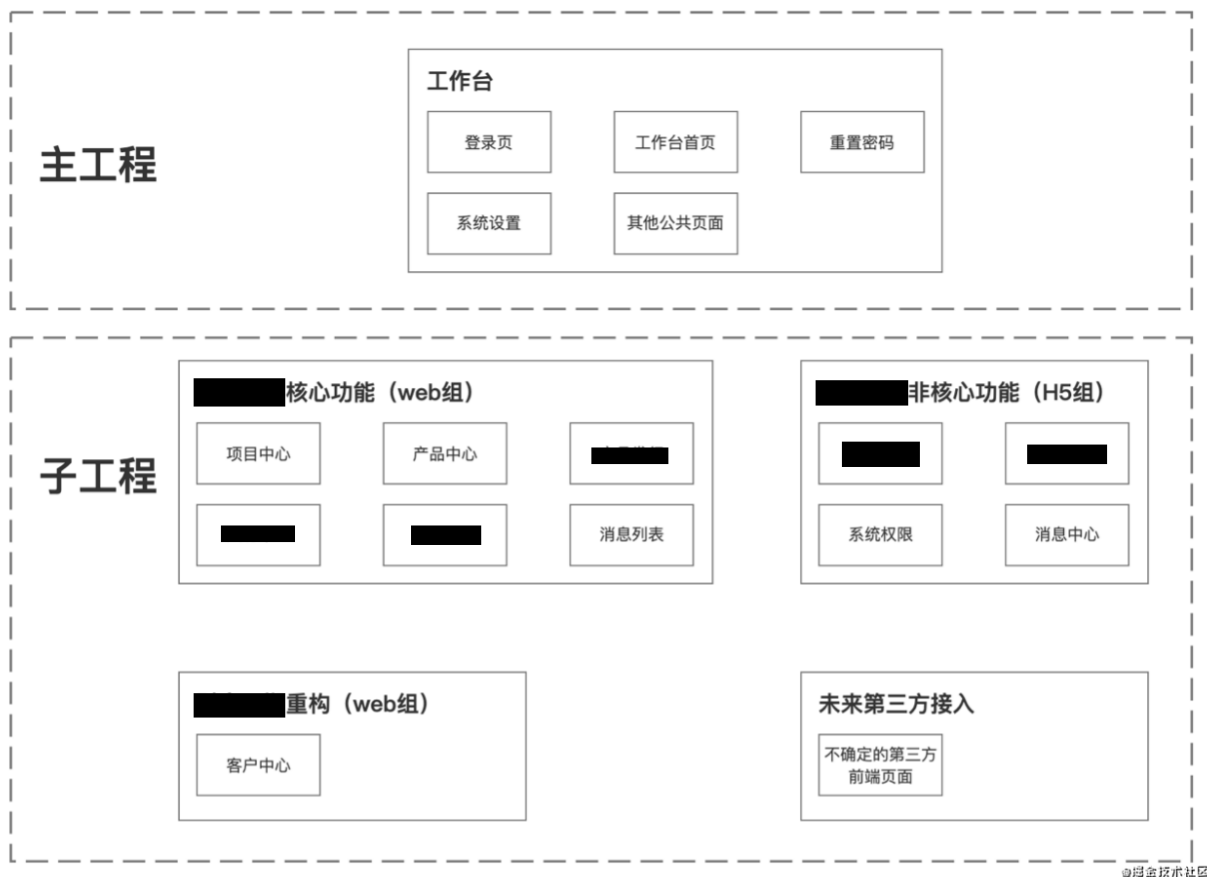 主工程
工作台
登录页
工作台首页
重置密码
系统设置
其他公共页面
子工程
核心功能（web组）
项目中心
产品中心
消息列表
非核心功能（H5组）
系统权限
消息中心
重构（web组）
客户中心
未来第三方接入
不确定的第三方
前端页面
@掘金技术社区